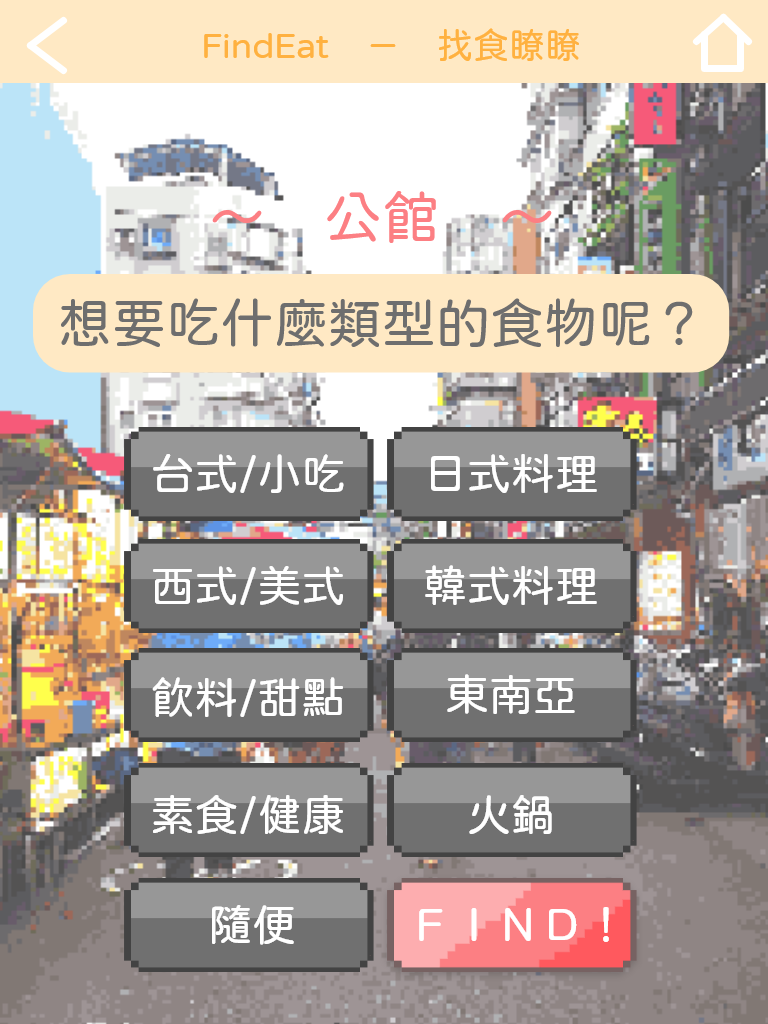 FindEat － 找食瞭瞭
～ 公館 ～
想要吃什麼類型的食物呢？
台式/小吃
日式料理
西式/美式
韓式料理
飲料/甜點
東南亞
素食/健康
火鍋
隨便
ＦＩＮＤ！